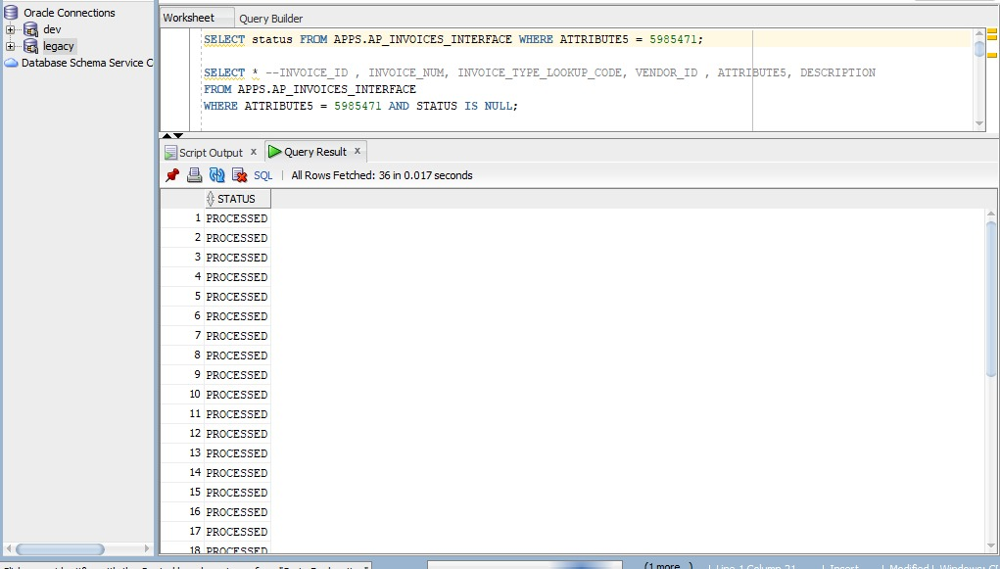 Oracle Connections
dev
legacy
Database Schema Service C
Worksheet
Query Builder
SELECT status FROM APPS.AP_INVOICES_INTERFACE WHERE ATTRIBUTE5 = 5985471;
SELECT * --INVOICE_ID , INVOICE_NUM, INVOICE_TYPE_LOOKUP_CODE, VENDOR_ID , ATTRIBUTE5, DESCRIPTION
FROM APPS.AP_INVOICES_INTERFACE
WHERE ATTRIBUTE5 = 5985471 AND STATUS IS NULL;
Script Output x
Query Result x
SQL | All Rows Fetched: 36 in 0.017 seconds
STATUS
1 PROCESSED
2 PROCESSED
3 PROCESSED
4 PROCESSED
5 PROCESSED
6 PROCESSED
7 PROCESSED
8 PROCESSED
9 PROCESSED
10 PROCESSED
11 PROCESSED
12 PROCESSED
13 PROCESSED
14 PROCESSED
15 PROCESSED
16 PROCESSED
17 PROCESSED
18 PROCESSED
(1 more...) | Line 1 Column 21 | Insert | Modified | Windows: